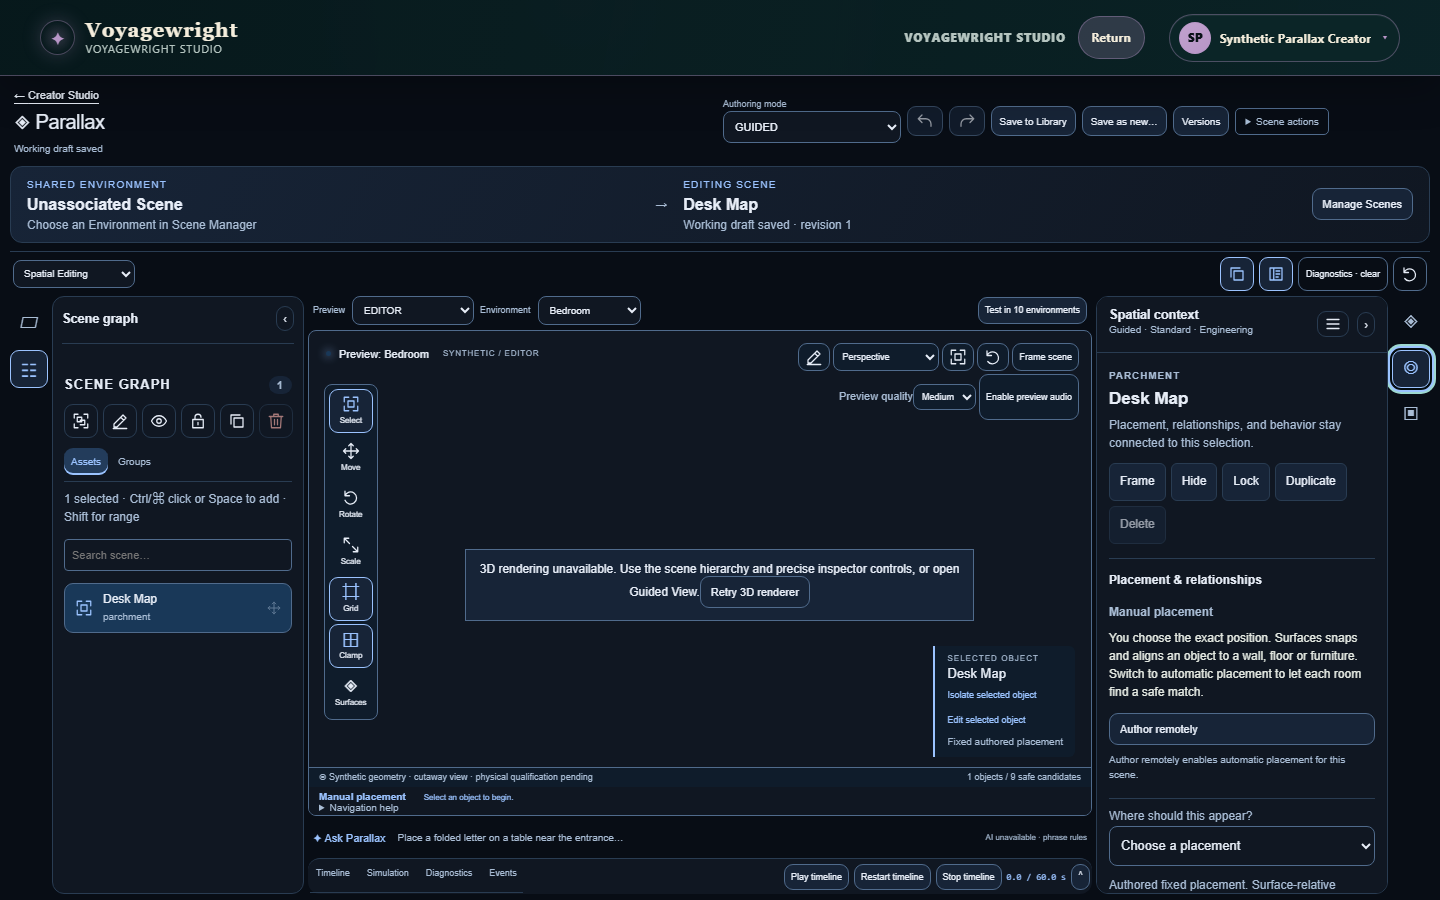 Voyagewright
VOYAGEWRIGHT STUDIO
VOYAGEWRIGHT STUDIO
Return
SP
Synthetic Parallax Creator
← Creator Studio
Parallax
Working draft saved
Authoring mode
GUIDED
Save to Library
Save as new...
Versions
Scene actions
SHARED ENVIRONMENT
Unassociated Scene
Choose an Environment in Scene Manager
→
EDITING SCENE
Desk Map
Working draft saved · revision 1
Manage Scenes
Spatial Editing
Diagnostics · clear
Scene graph
SCENE GRAPH
1
Assets
Groups
1 selected · Ctrl/⌘ click or Space to add ·
Shift for range
Search scene...
Desk Map
parchment
Preview
EDITOR
Environment
Bedroom
Test in 10 environments
Preview: Bedroom
SYNTHETIC / EDITOR
Perspective
Frame scene
Preview quality
Medium
Enable preview audio
Select
Move
Rotate
Scale
Grid
Clamp
Surfaces
3D rendering unavailable. Use the scene hierarchy and precise inspector controls, or open
Guided View.
Retry 3D renderer
SELECTED OBJECT
Desk Map
Isolate selected object
Edit selected object
Fixed authored placement
Synthetic geometry · cutaway view · physical qualification pending
1 objects / 9 safe candidates
Manual placement
Select an object to begin.
Navigation help
Ask Parallax
Place a folded letter on a table near the entrance...
AI unavailable · phrase rules
Timeline
Simulation
Diagnostics
Events
Play timeline
Restart timeline
Stop timeline
0.0 / 60.0 s
Spatial context
Guided · Standard · Engineering
PARCHMENT
Desk Map
Placement, relationships, and behavior stay
connected to this selection.
Frame
Hide
Lock
Duplicate
Delete
Placement & relationships
Manual placement
You choose the exact position. Surfaces snaps
and aligns an object to a wall, floor or furniture.
Switch to automatic placement to let each room
find a safe match.
Author remotely
Author remotely enables automatic placement for this
scene.
Where should this appear?
Choose a placement
Authored fixed placement. Surface-relative